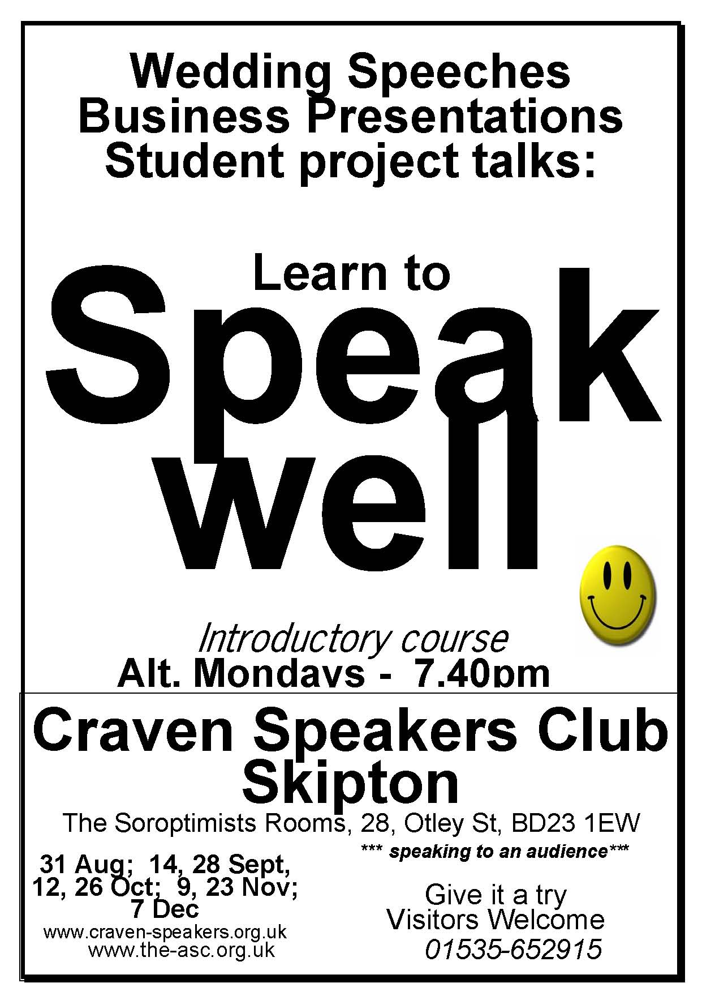 Wedding Speeches
Business Presentations
Student project talks:
Learn to
Speak
well
Introductory course
Alt. Mondays - 7.40pm
Craven Speakers Club
Skipton
The Soroptimists Rooms, 28, Otley St, BD23 1EW
*** speaking to an audience***
31 Aug; 14, 28 Sept,
12, 26 Oct; 9, 23 Nov;
7 Dec
www.craven-speakers.org.uk
www.the-asc.org.uk
Give it a try
Visitors Welcome
01535-652915